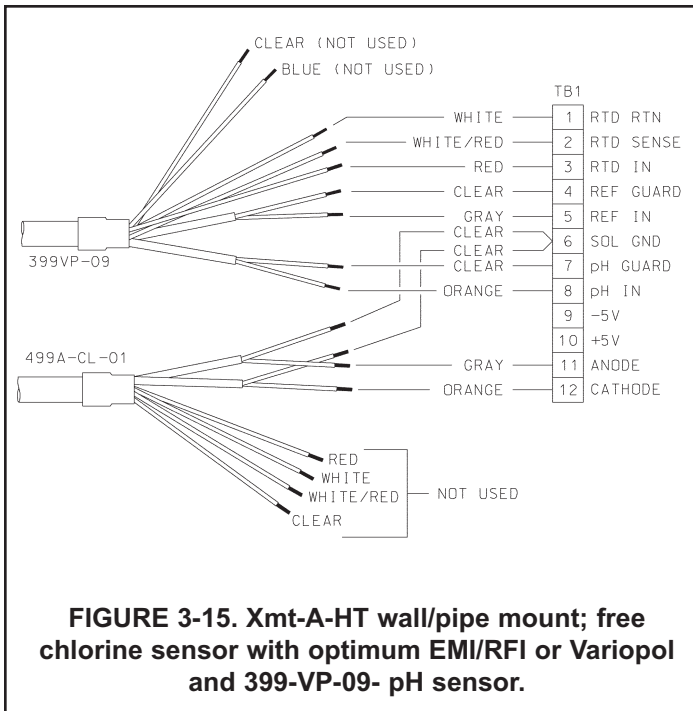 CLEAR (NOT USED)
BLUE (NOT USED)
TB1
WHITE 1 RTD RTN
WHITE/RED 2 RTD SENSE
RED 3 RTD IN
CLEAR 4 REF GUARD
GRAY 5 REF IN
CLEAR
6 SOL GND
CLEAR
CLEAR 7 pH GUARD
ORANGE 8 pH IN
9 -5V
10 +5V
GRAY 11 ANODE
ORANGE 12 CATHODE
399VP-09
499A-CL-01
RED
WHITE
WHITE/RED
CLEAR
NOT USED
FIGURE 3-15. Xmt-A-HT wall/pipe mount; free
chlorine sensor with optimum EMI/RFI or Variopol
and 399-VP-09- pH sensor.